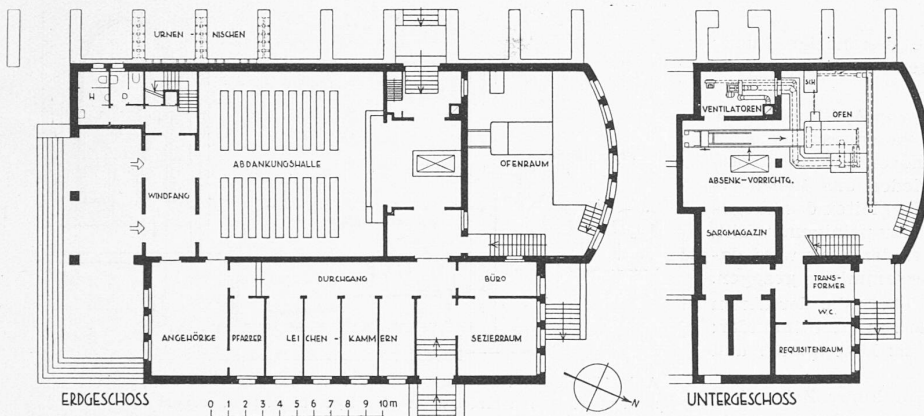 URNEN - NISCHEN
H
D
ABDANKUNGSHALLE
OFENRAUM
WINDFANG
DURCHGANG
BÜRO
ANGEHÖRIGE
PFARRER
LEICHEN - KAMMERN
SEZIERRAUM
ERDGESCHOSS
0 1 2 3 4 5 6 7 8 9 10m
N
VENTILATOREN
SCH
OFEN
ABSENK-VORRICHTG.
SARGMAGAZIN
TRANS-
FORMER
W.C.
REQUISITENRAUM
UNTERGESCHOSS